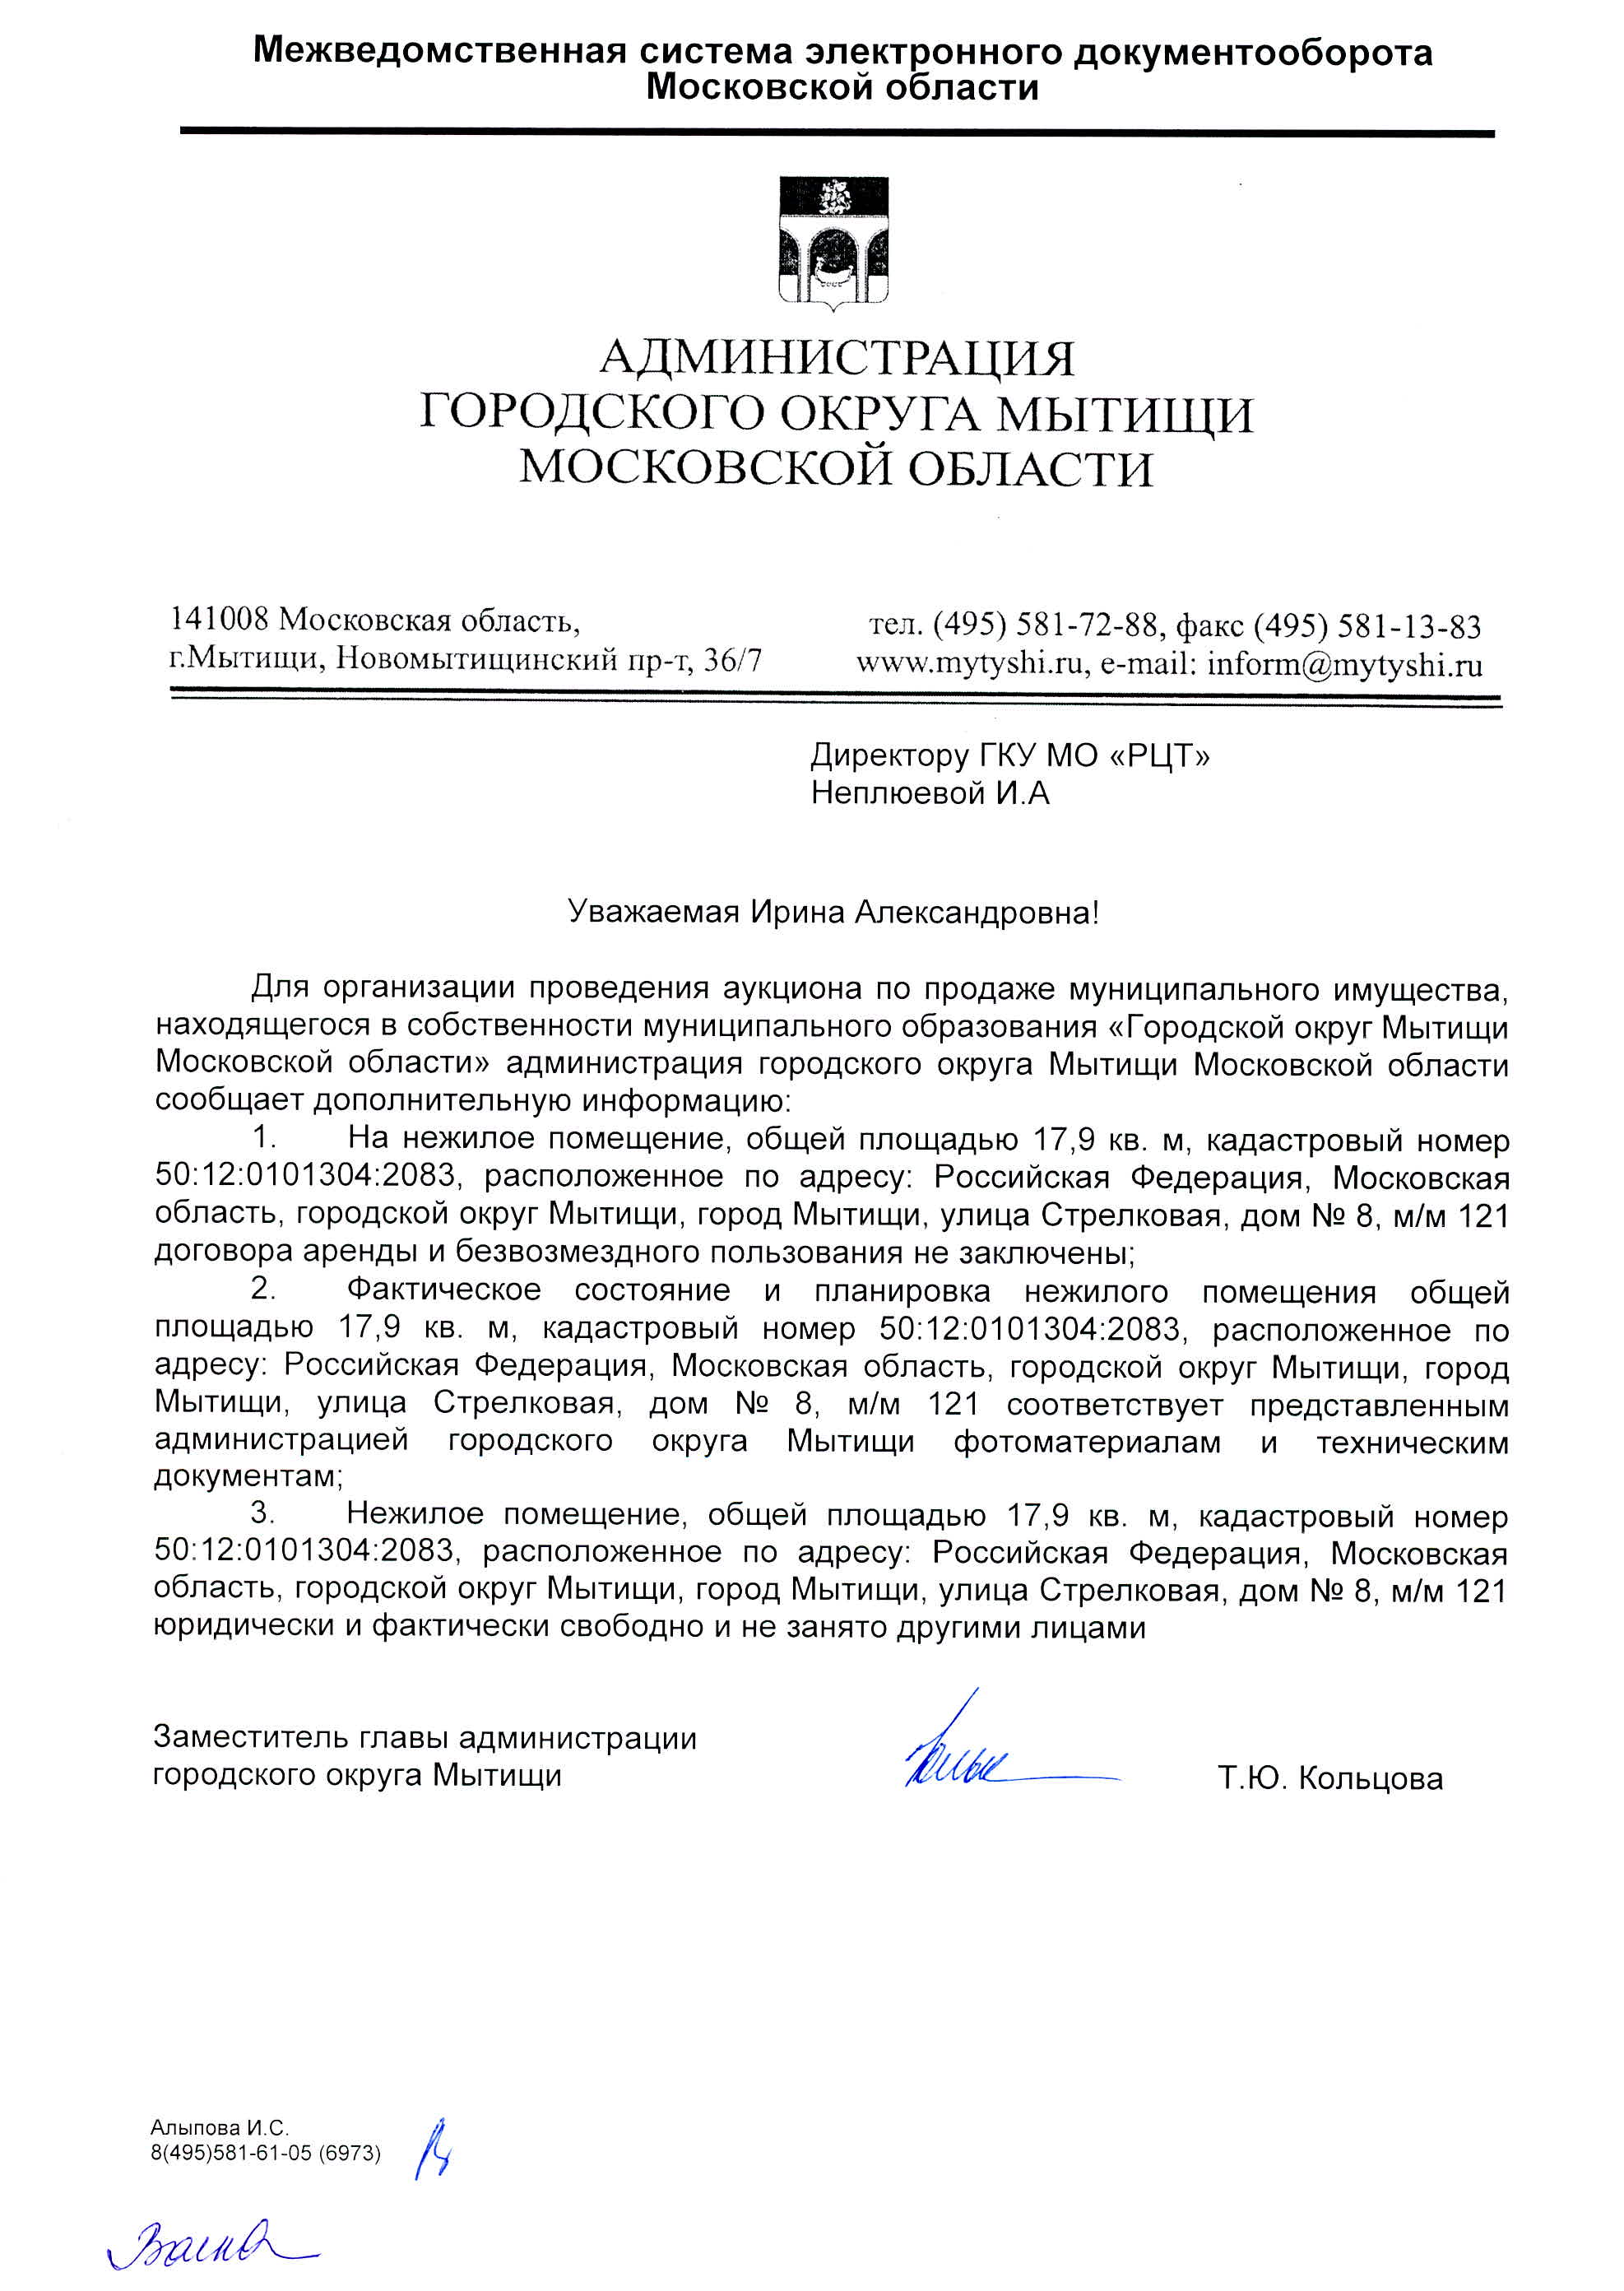 Межведомственная система электронного документооборота
Московской области
АДМИНИСТРАЦИЯ
ГОРОДСКОГО ОКРУГА МЫТИЩИ
МОСКОВСКОЙ ОБЛАСТИ
141008 Московская область,
г.Мытищи, Новомытищинский пр-т, 36/7
тел. (495) 581-72-88, факс (495) 581-13-83
www.mytyshi.ru, e-mail: inform@mytyshi.ru
Директору ГКУ МО «РЦТ»
Неплюевой И.А
Уважаемая Ирина Александровна!
Для организации проведения аукциона по продаже муниципального имущества,
находящегося в собственности муниципального образования «Городской округ Мытищи
Московской области» администрация городского округа Мытищи Московской области
сообщает дополнительную информацию:
1. На нежилое помещение, общей площадью 17,9 кв. м, кадастровый номер
50:12:0101304:2083, расположенное по адресу: Российская Федерация, Московская
область, городской округ Мытищи, город Мытищи, улица Стрелковая, дом № 8, м/м 121
договора аренды и безвозмездного пользования не заключены;
2. Фактическое состояние и планировка нежилого помещения общей
площадью 17,9 кв. м, кадастровый номер 50:12:0101304:2083, расположенное по
адресу: Российская Федерация, Московская область, городской округ Мытищи, город
Мытищи, улица Стрелковая, дом № 8, м/м 121 соответствует представленным
администрацией городского округа Мытищи фотоматериалам и техническим
документам;
3. Нежилое помещение, общей площадью 17,9 кв. м, кадастровый номер
50:12:0101304:2083, расположенное по адресу: Российская Федерация, Московская
область, городской округ Мытищи, город Мытищи, улица Стрелковая, дом № 8, м/м 121
юридически и фактически свободно и не занято другими лицами
Заместитель главы администрации
городского округа Мытищи
Т.Ю. Кольцова
Алыпова И.С.
8(495)581-61-05 (6973)